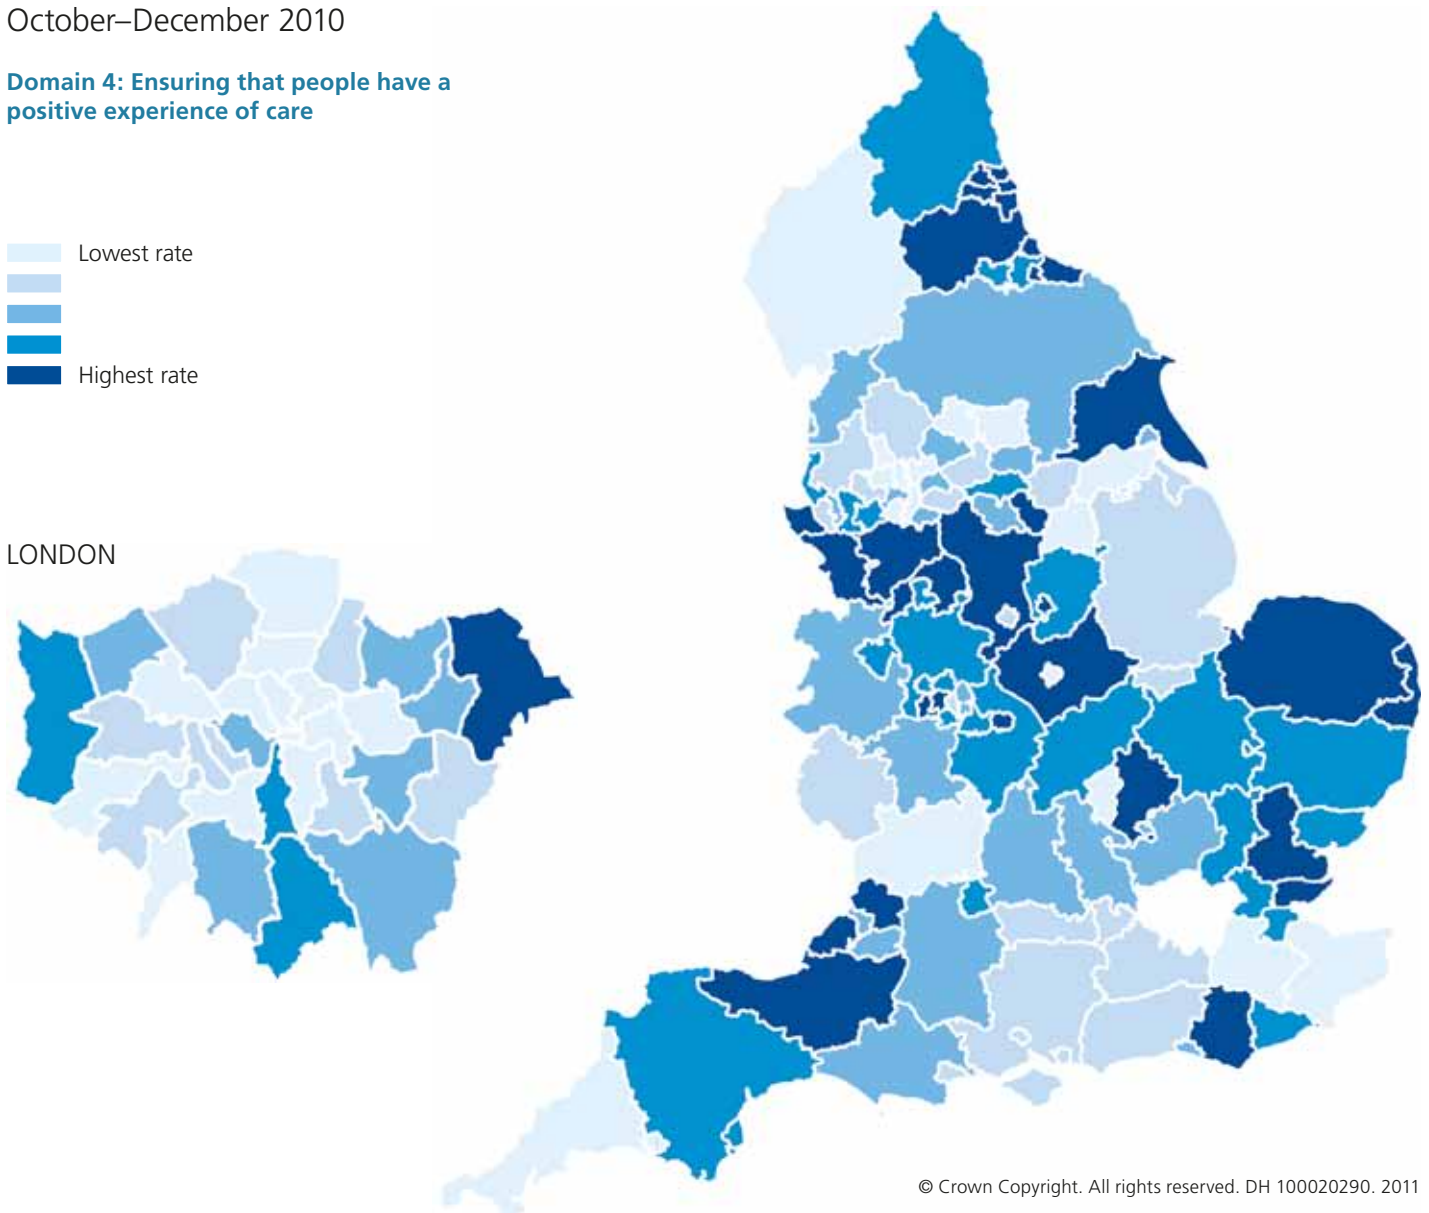 October–December 2010
Domain 4: Ensuring that people have a
positive experience of care
Lowest rate
Highest rate
LONDON
© Crown Copyright. All rights reserved. DH 100020290. 2011